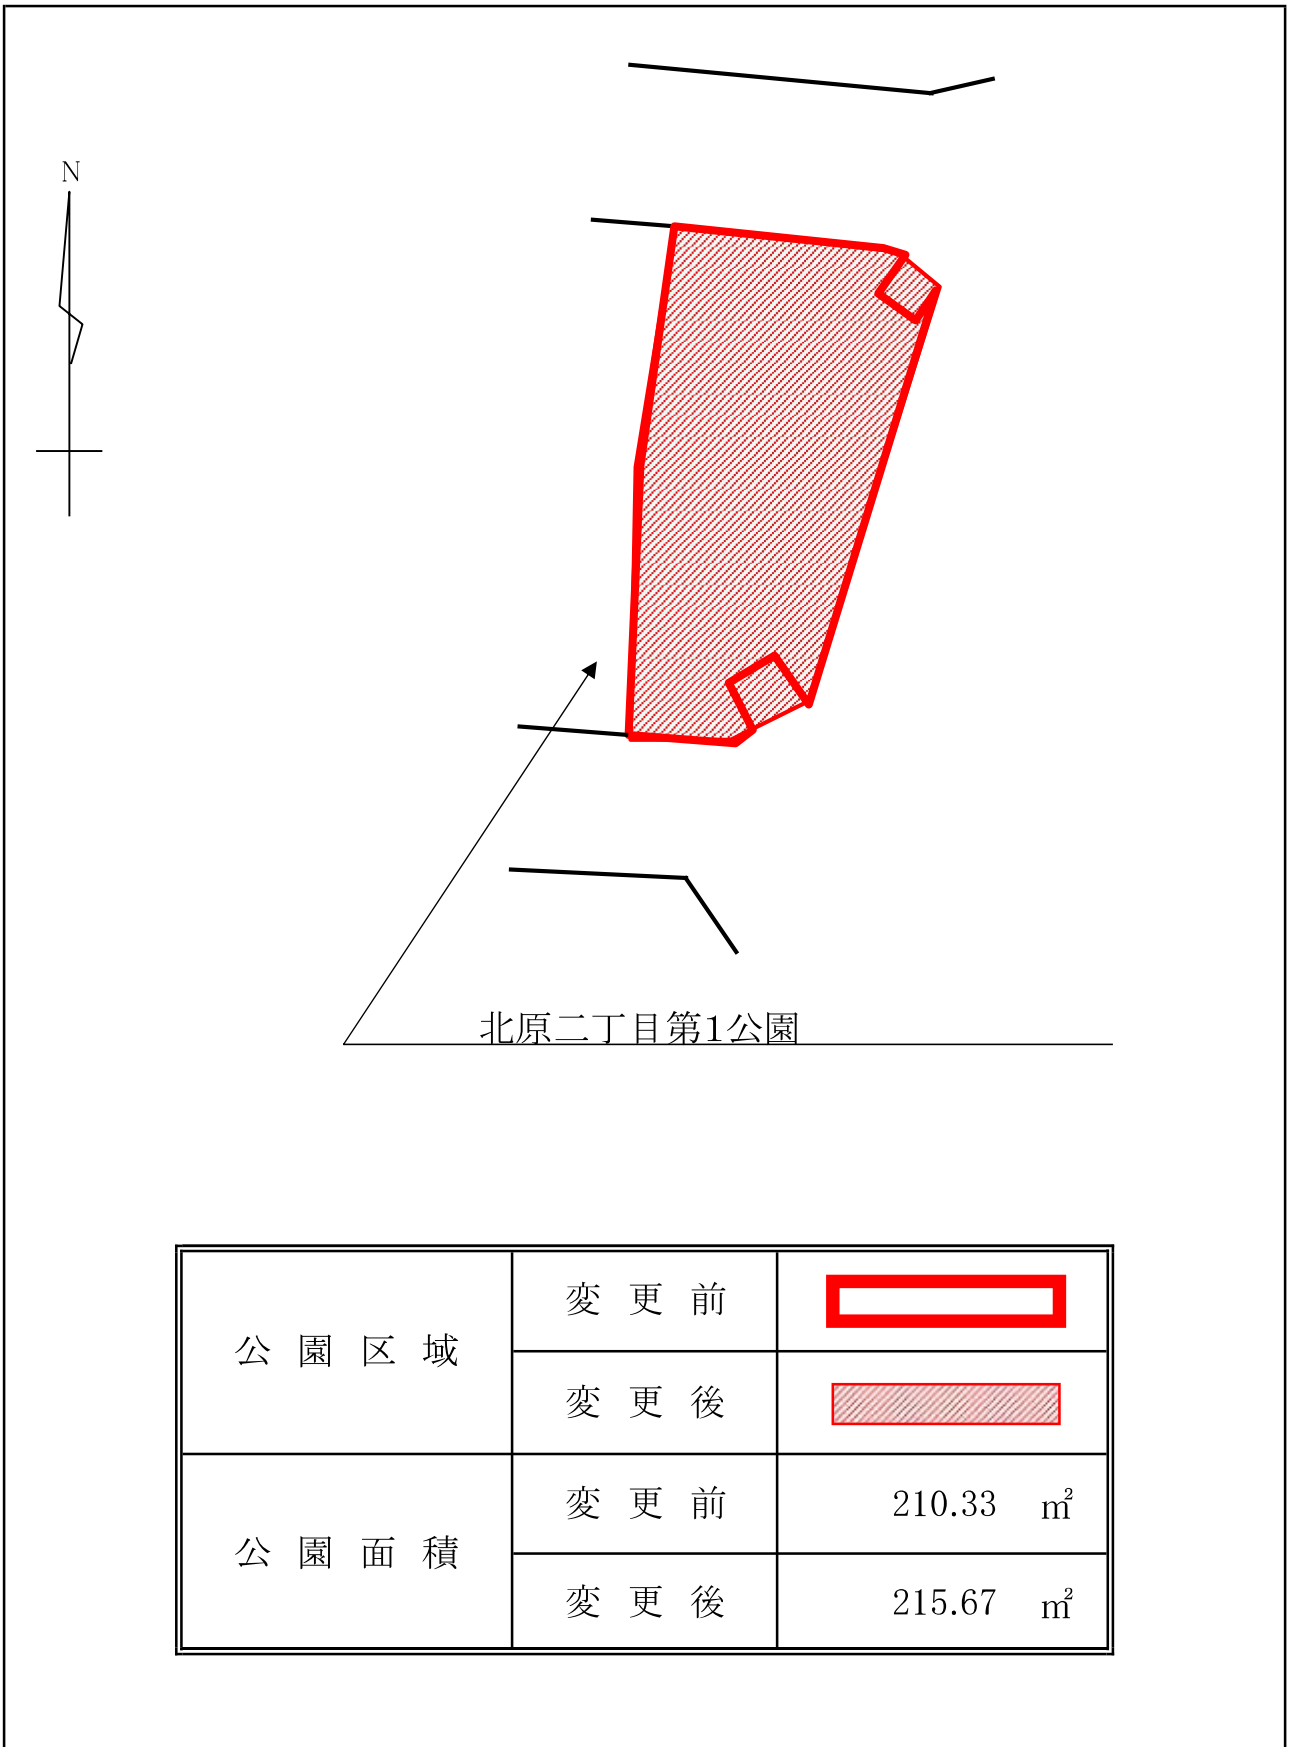 N
北原二丁目第1公園
公園区域
変更前
変更後
公園面積
変更前 210.33 ㎡
変更後 215.67 ㎡